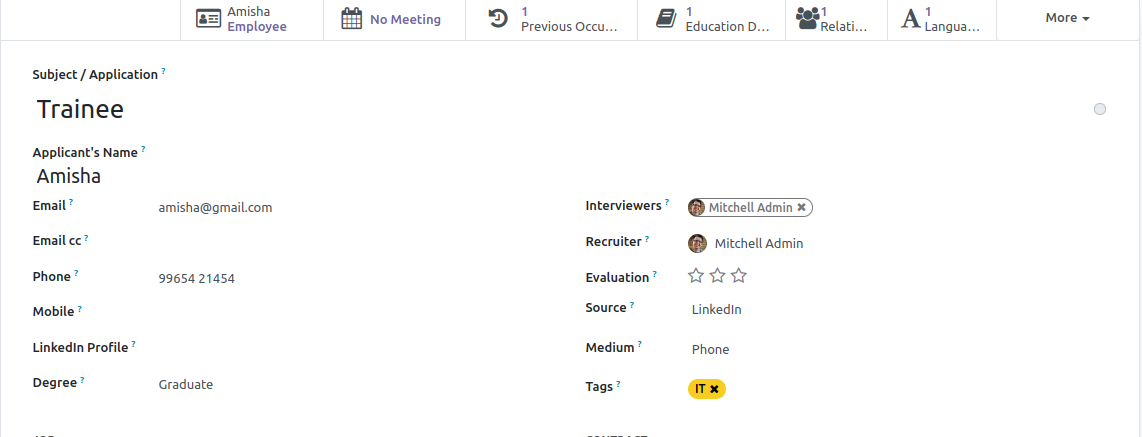 Amisha
Employee
No Meeting
1
Previous Occu...
1
Education D...
1
Relati...
1
Langua...
More
Subject / Application ?
Trainee
Applicant's Name ?
Amisha
Email ? amisha@gmail.com
Email cc ?
Phone ? 99654 21454
Mobile ?
LinkedIn Profile ?
Degree ? Graduate
Interviewers ? Mitchell Admin ✖
Recruiter ? Mitchell Admin
Evaluation ?
Source ? LinkedIn
Medium ? Phone
Tags ? IT ✖